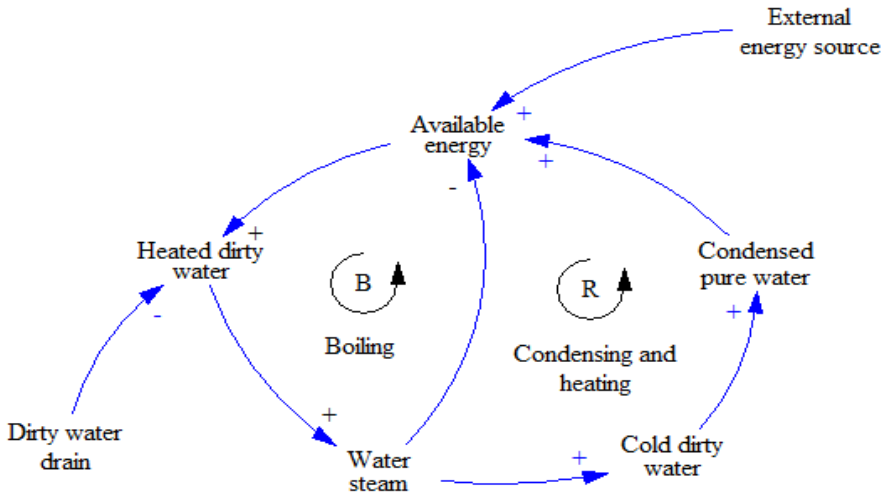 External
energy source
+
Available
energy
+
-
+
Heated dirty
water
Condensed
pure water
B
R
-
+
Boiling
Condensing and
heating
+
Dirty water
drain
Cold dirty
water
+
Water
steam